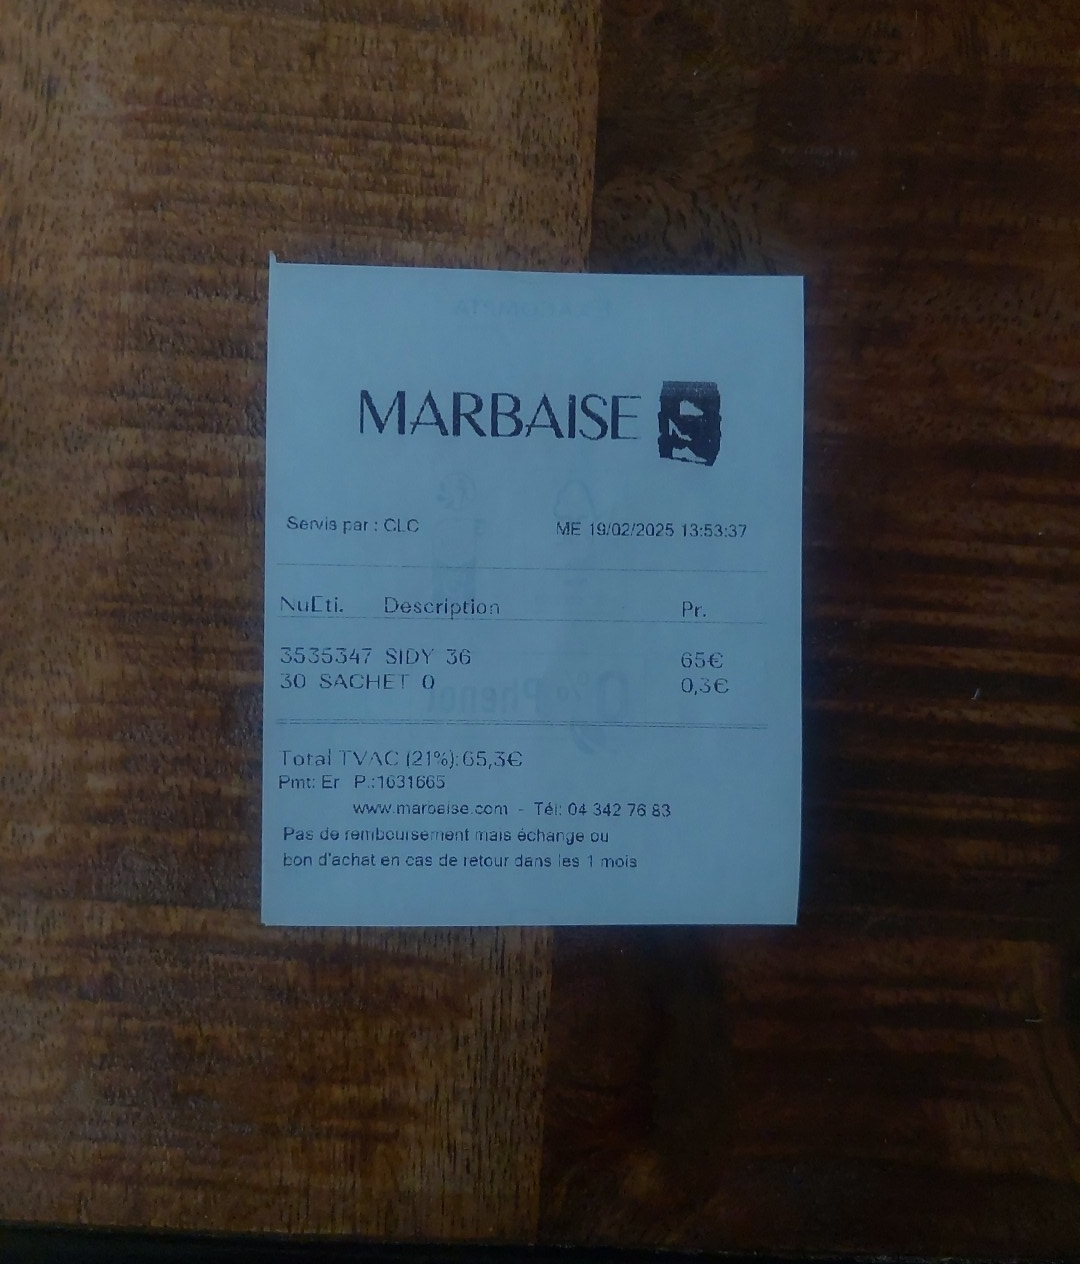 MARBAISE
Servis par : CLC ME 19/02/2025 13:53:37
NuEti. Description Pr.
3535347 SIDY 36 65€
30 SACHET 0 0,3€
Total TVAC (21%):65,3€
Pmt: Er P.:1631665
www.marbaise.com - Tél: 04 342 76 83
Pas de remboursement mais échange ou
bon d'achat en cas de retour dans les 1 mois